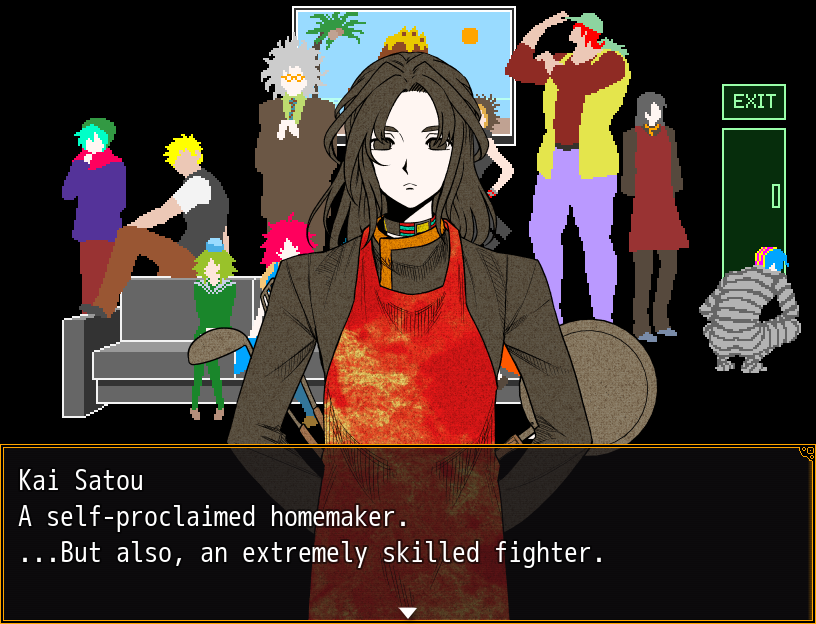 EXIT
Kai Satou
A self-proclaimed homemaker.
...But also, an extremely skilled fighter.